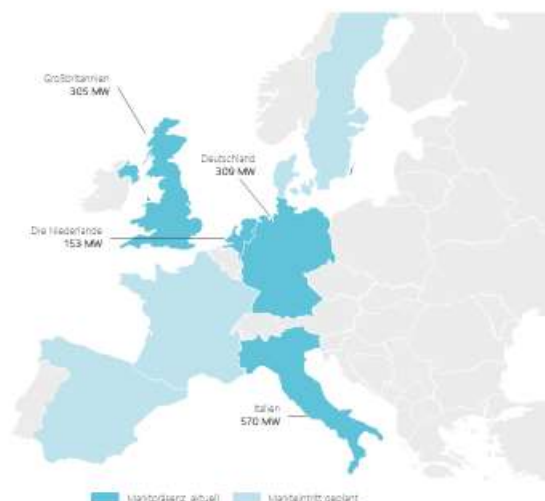 Großbritannien
305 MW
Deutschland
309 MW
Die Niederlande
153 MW
Italien
570 MW
Marktpräsenz aktuell
Markteintritt geplant